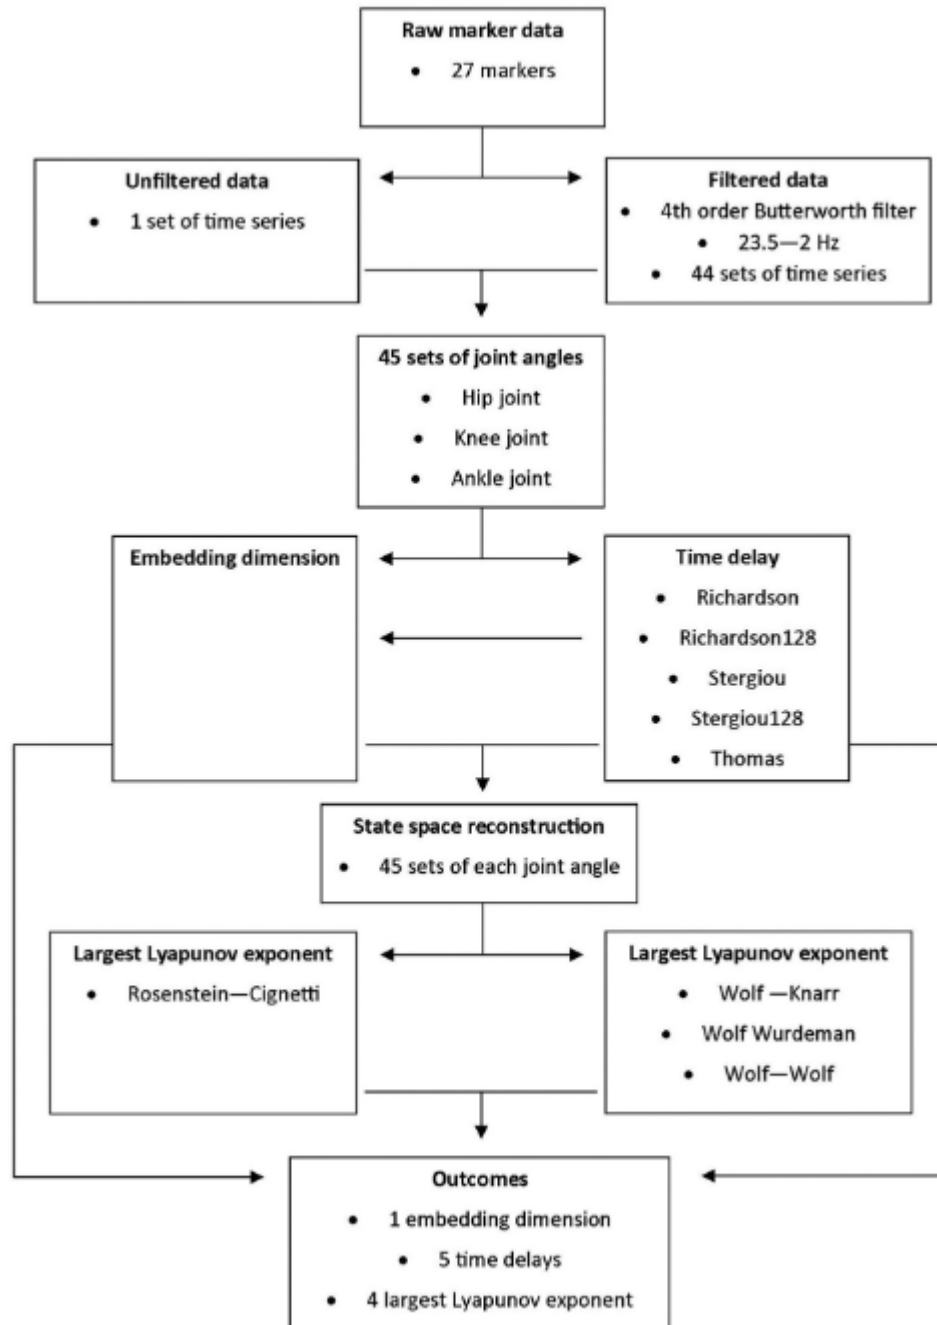 Raw marker data
• 27 markers
Unfiltered data
• 1 set of time series
Filtered data
• 4th order Butterworth filter
• 23.5—2 Hz
• 44 sets of time series
45 sets of joint angles
• Hip joint
• Knee joint
• Ankle joint
Embedding dimension
Time delay
• Richardson
• Richardson128
• Stergiou
• Stergiou128
• Thomas
State space reconstruction
• 45 sets of each joint angle
Largest Lyapunov exponent
• Rosenstein—Cignetti
Largest Lyapunov exponent
• Wolf —Knarr
• Wolf Wurdeman
• Wolf—Wolf
Outcomes
• 1 embedding dimension
• 5 time delays
• 4 largest Lyapunov exponent